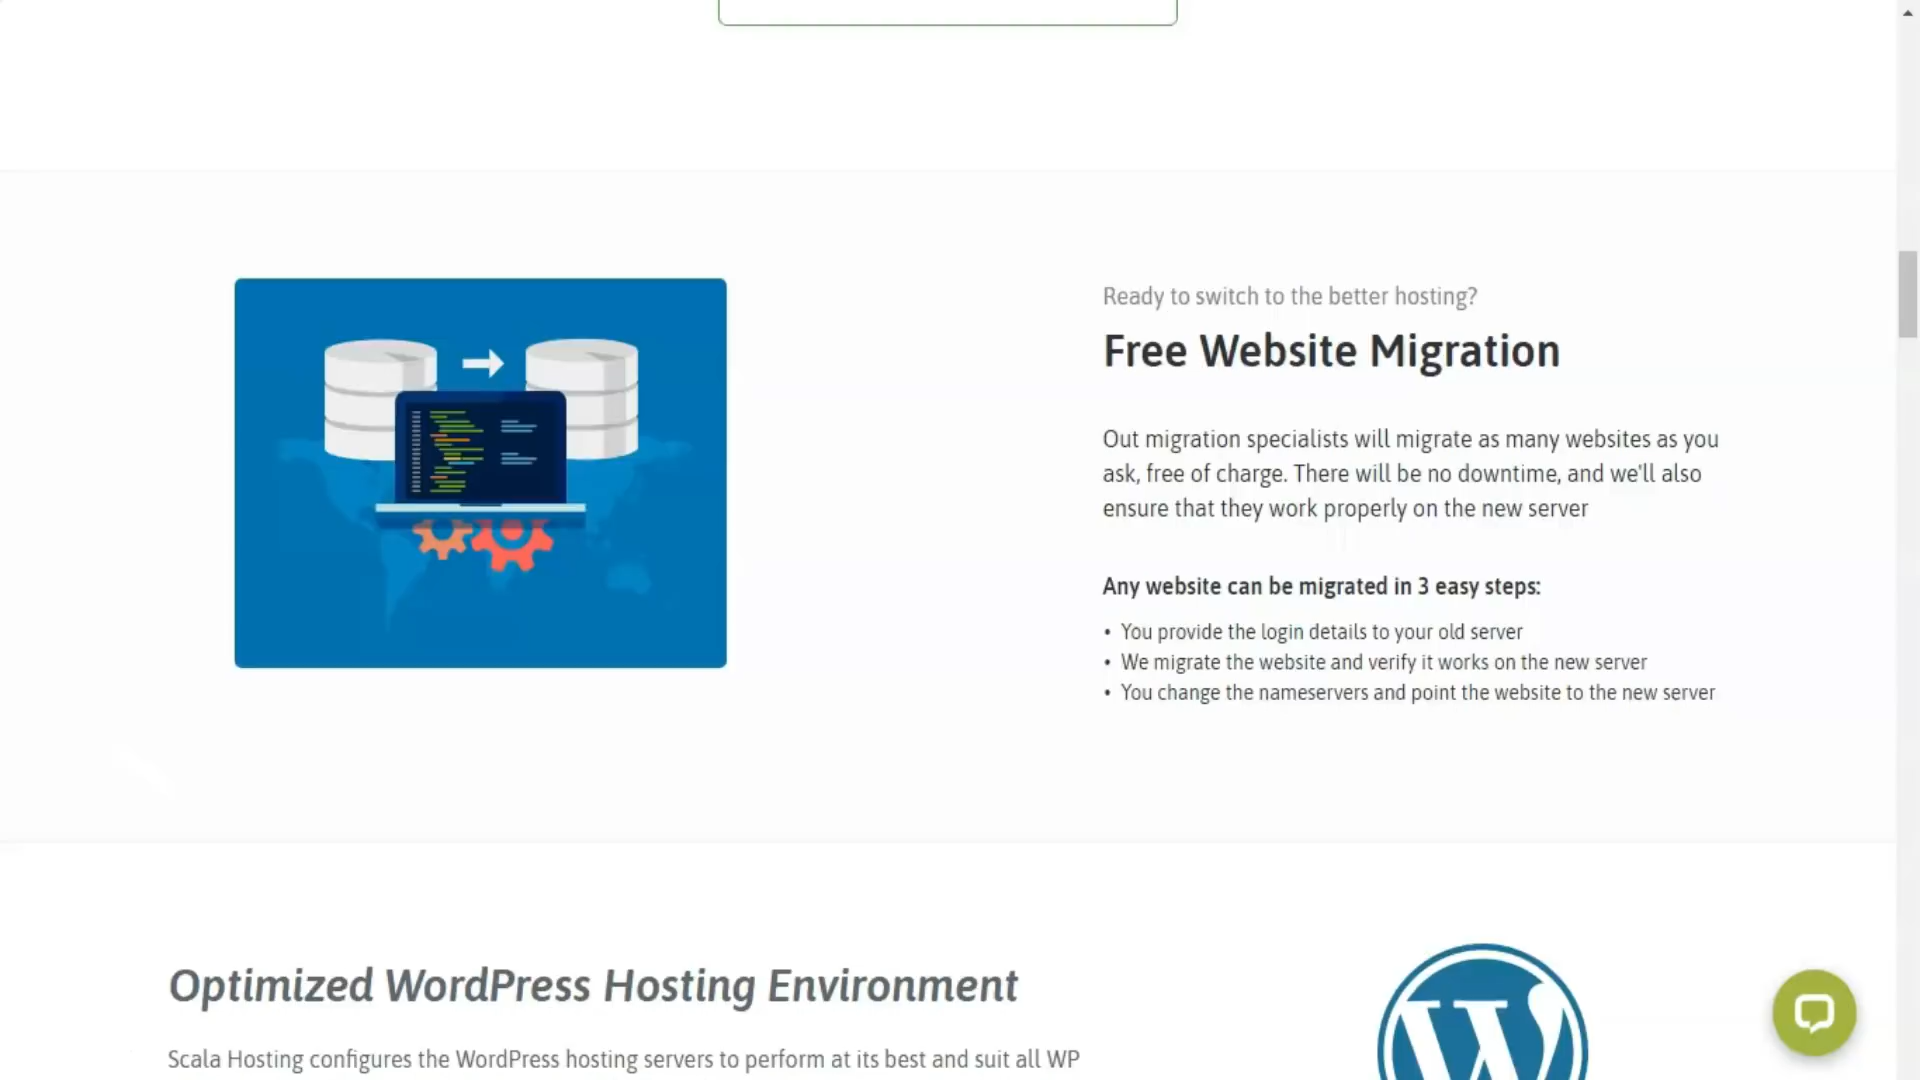 Ready to switch to the better hosting?
Free Website Migration
Out migration specialists will migrate as many websites as you
ask, free of charge. There will be no downtime, and we'll also
ensure that they work properly on the new server
Any website can be migrated in 3 easy steps:
• You provide the login details to your old server
• We migrate the website and verify it works on the new server
• You change the nameservers and point the website to the new server
Optimized WordPress Hosting Environment
Scala Hosting configures the WordPress hosting servers to perform at its best and suit all WP